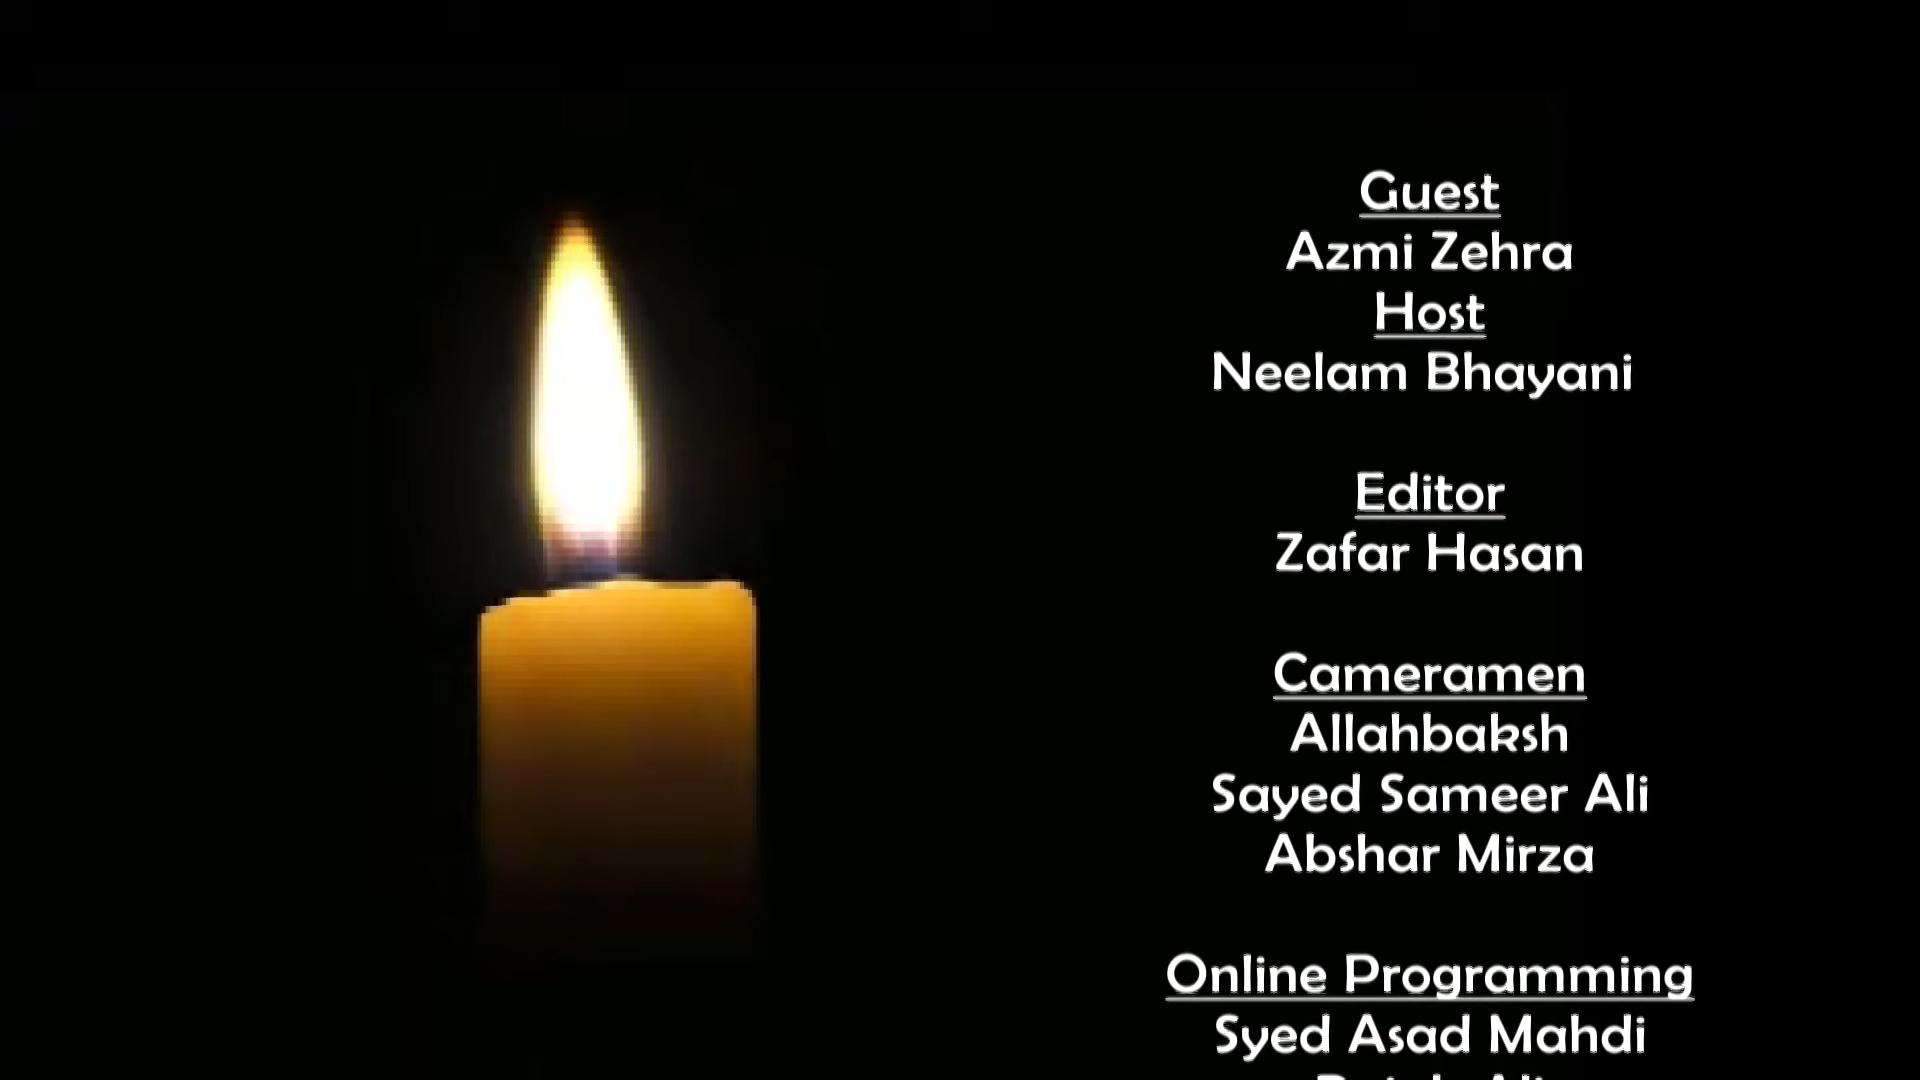 Guest
Azmi Zehra
Host
Neelam Bhayani
Editor
Zafar Hasan
Cameramen
Allahbaksh
Sayed Sameer Ali
Abshar Mirza
Online Programming
Syed Asad Mahdi